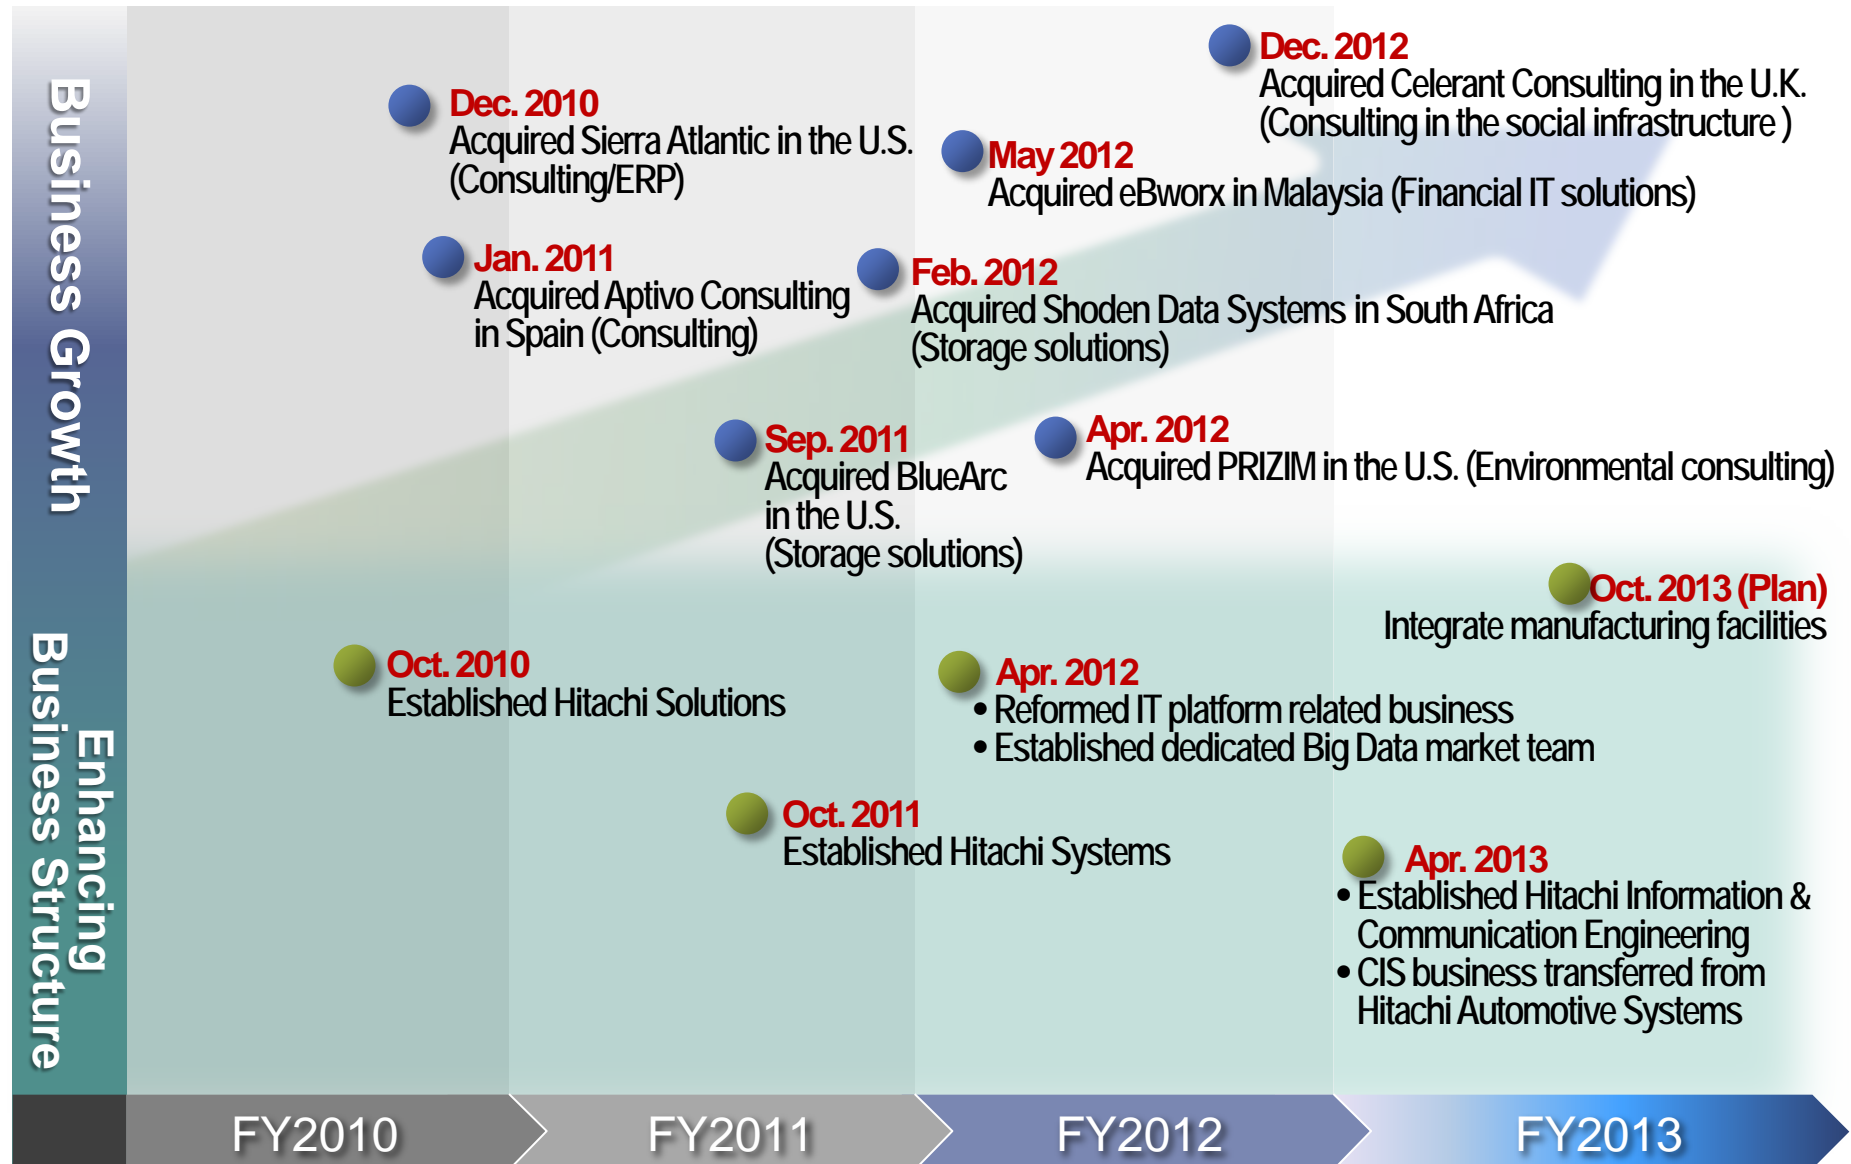 Business Growth
Dec. 2010
Acquired Sierra Atlantic in the U.S.
(Consulting/ERP)
Jan. 2011
Acquired Aptivo Consulting
in Spain (Consulting)
Sep. 2011
Acquired BlueArc
in the U.S.
(Storage solutions)
Feb. 2012
Acquired Shoden Data Systems in South Africa
(Storage solutions)
Apr. 2012
Acquired PRIZIM in the U.S. (Environmental consulting)
May 2012
Acquired eBworx in Malaysia (Financial IT solutions)
Dec. 2012
Acquired Celerant Consulting in the U.K.
(Consulting in the social infrastructure )
Enhancing
Business Structure
Oct. 2010
Established Hitachi Solutions
Oct. 2011
Established Hitachi Systems
Apr. 2012
• Reformed IT platform related business
• Established dedicated Big Data market team
Apr. 2013
• Established Hitachi Information &
Communication Engineering
• CIS business transferred from
Hitachi Automotive Systems
Oct. 2013 (Plan)
Integrate manufacturing facilities
FY2010
FY2011
FY2012
FY2013